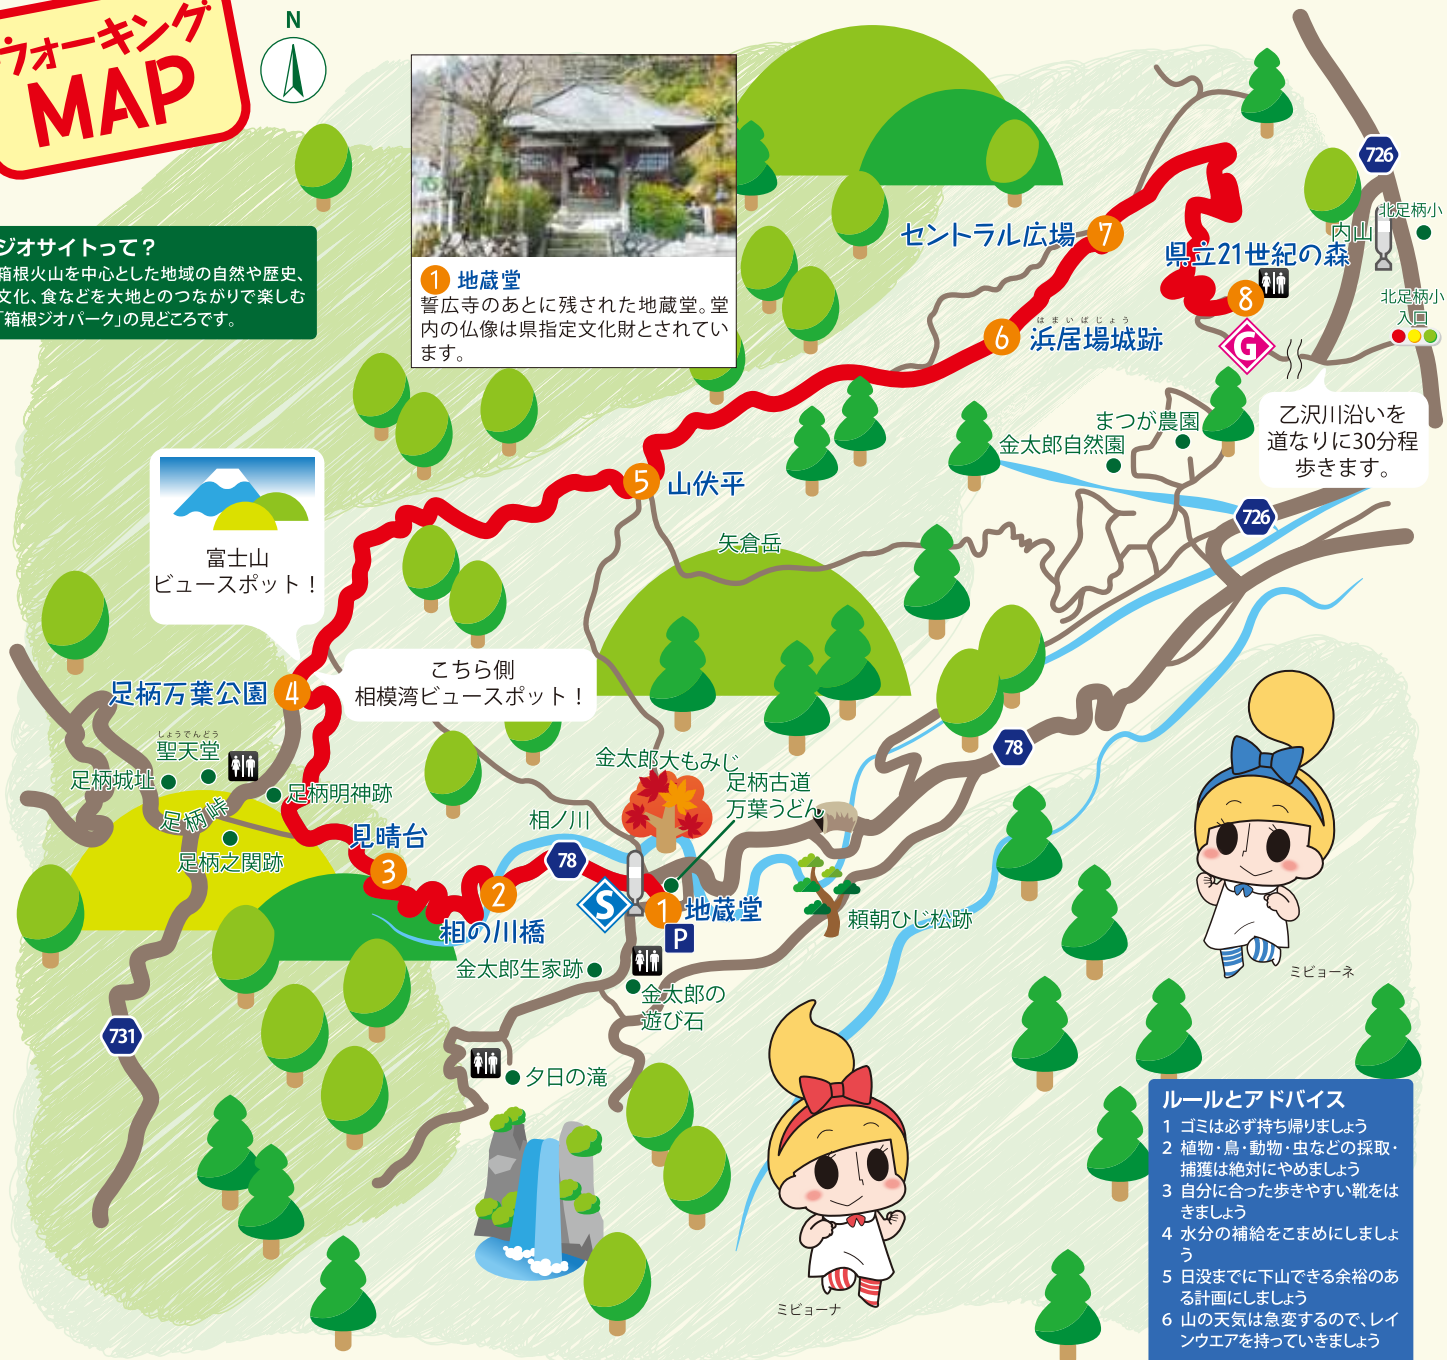 ウォーキング
MAP
N
ジオサイトって？
箱根火山を中心とした地域の自然や歴史、
文化、食などを大地とのつながりで楽しむ
「箱根ジオパーク」の見どころです。
1 地蔵堂
誓広寺のあとに残された地蔵堂。堂
内の仏像は県指定文化財とされてい
ます。
726
北足柄小
内山
セントラル広場 7
県立21世紀の森
8
北足柄小
入口
はまいばじょう
6 浜居場城跡
G
乙沢川沿いを
道なりに30分程
歩きます。
まつが農園
金太郎自然園
5 山伏平
726
矢倉岳
富士山
ビュースポット！
こちら側
相模湾ビュースポット！
足柄万葉公園 4
しょうでんどう
聖天堂
足柄城址
足柄明神跡
足柄峠
足柄之関跡
78
金太郎大もみじ
足柄古道
万葉うどん
相ノ川
見晴台
3
78
2
相の川橋
S
1 地蔵堂
P
頼朝ひじ松跡
金太郎生家跡
金太郎の
遊び石
731
夕日の滝
ミビョーネ
ミビョーナ
ルールとアドバイス
1 ゴミは必ず持ち帰りましょう
2 植物・鳥・動物・虫などの採取・
捕獲は絶対にやめましょう
3 自分に合った歩きやすい靴をは
きましょう
4 水分の補給をこまめにしましょ
う
5 日没までに下山できる余裕のあ
る計画にしましょう
6 山の天気は急変するので、レイ
ンウエアを持っていきましょう